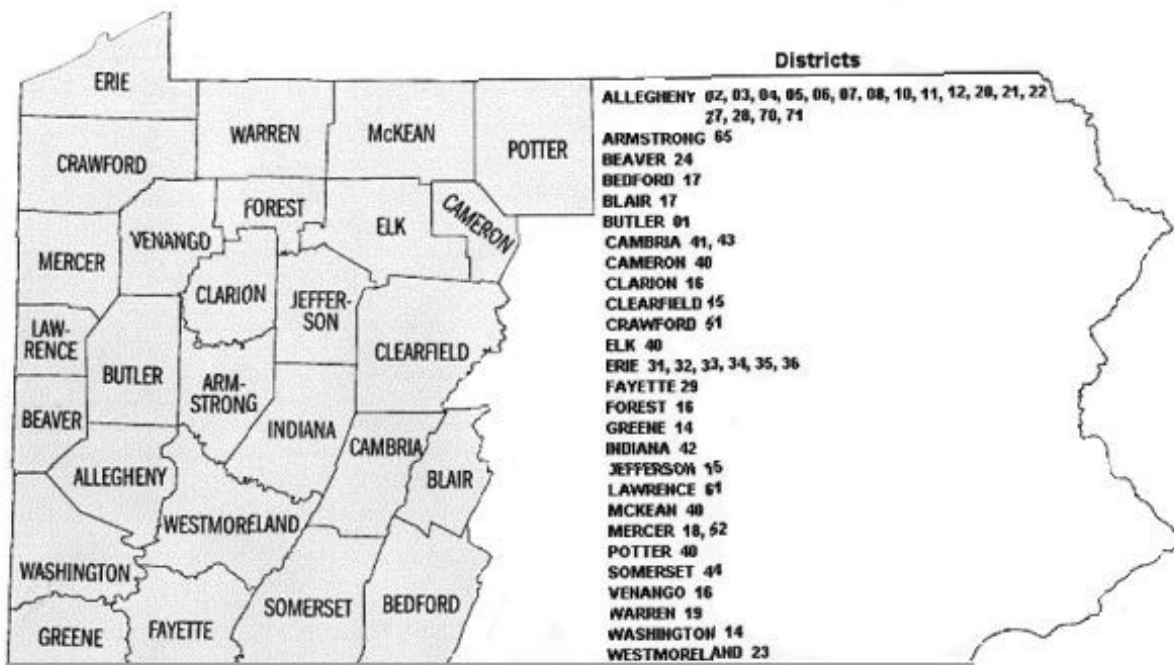 ERIE
CRAWFORD
WARREN
McKEAN
POTTER
FOREST
ELK
CAMERON
VENANGO
MERCER
CLARION
JEFFER-
SON
LAW-
RENCE
BUTLER
CLEARFIELD
ARM-
STRONG
BEAVER
INDIANA
CAMBRIA
ALLEGHENY
BLAIR
WESTMORELAND
WASHINGTON
SOMERSET
BEDFORD
GREENE
FAYETTE
Districts
ALLEGHENY 02, 03, 04, 05, 06, 07, 08, 10, 11, 12, 20, 21, 22
27, 28, 70, 71
ARMSTRONG 65
BEAVER 24
BEDFORD 17
BLAIR 17
BUTLER 01
CAMBRIA 41, 43
CAMERON 40
CLARION 16
CLEARFIELD 15
CRAWFORD 51
ELK 40
ERIE 31, 32, 33, 34, 35, 36
FAYETTE 29
FOREST 16
GREENE 14
INDIANA 42
JEFFERSON 15
LAWRENCE 61
MCKEAN 40
MERCER 18, 52
POTTER 40
SOMERSET 44
VENANGO 16
WARREN 19
WASHINGTON 14
WESTMORELAND 23